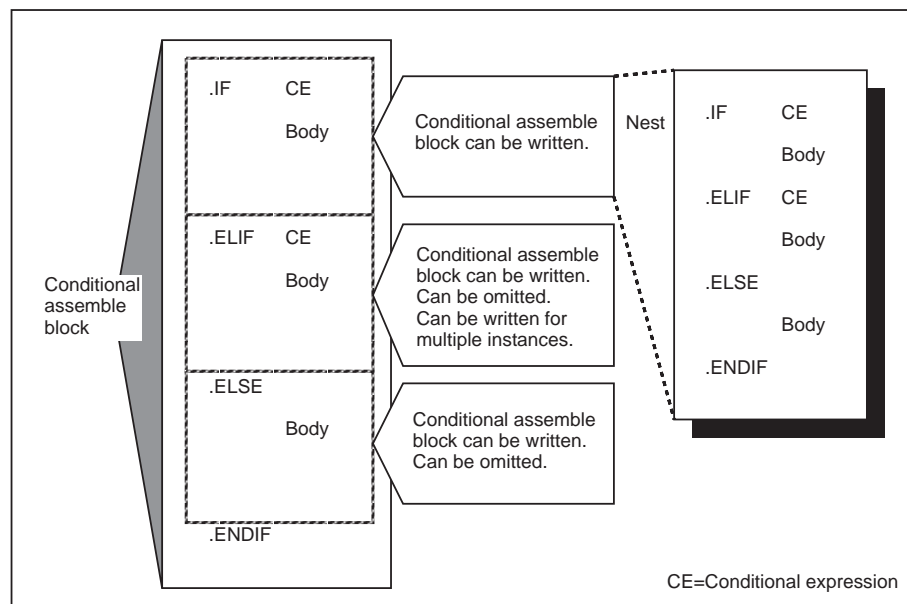 Conditional
assemble
block
.IF CE
Body
.ELIF CE
Body
.ELSE
Body
.ENDIF
Conditional assemble
block can be written.
Conditional assemble
block can be written.
Can be omitted.
Can be written for
multiple instances.
Conditional assemble
block can be written.
Can be omitted.
Nest
.IF CE
Body
.ELIF CE
Body
.ELSE
Body
.ENDIF
CE=Conditional expression